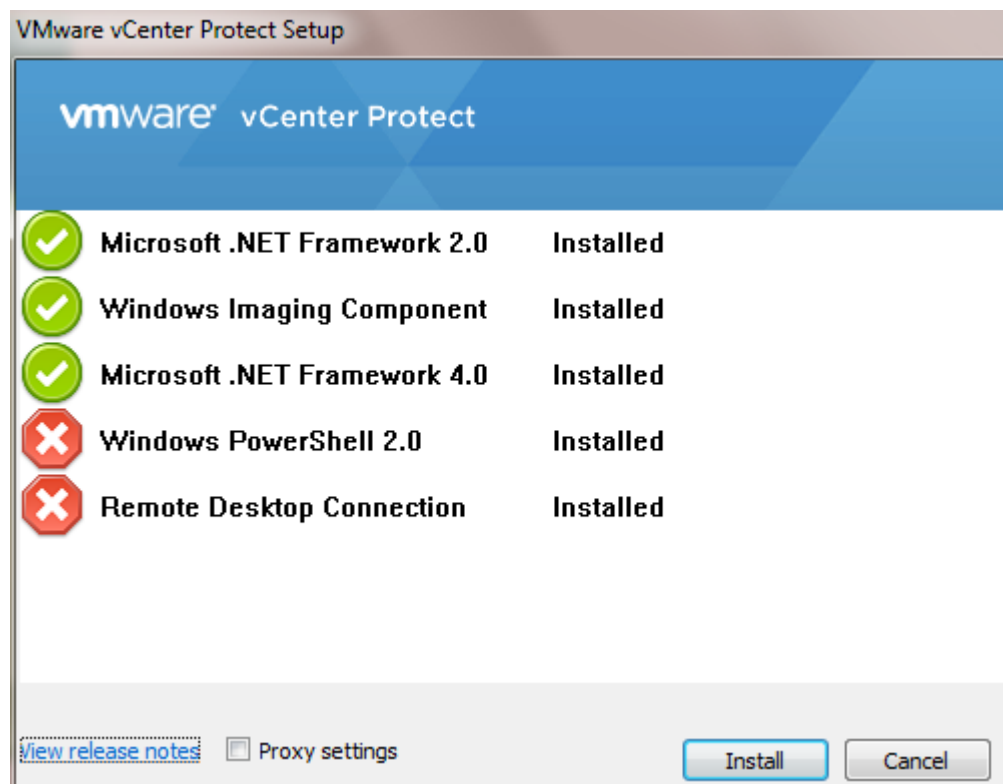 VMware vCenter Protect Setup
vmware vCenter Protect
Microsoft .NET Framework 2.0 Installed
Windows Imaging Component Installed
Microsoft .NET Framework 4.0 Installed
Windows PowerShell 2.0 Installed
Remote Desktop Connection Installed
View release notes Proxy settings Install Cancel